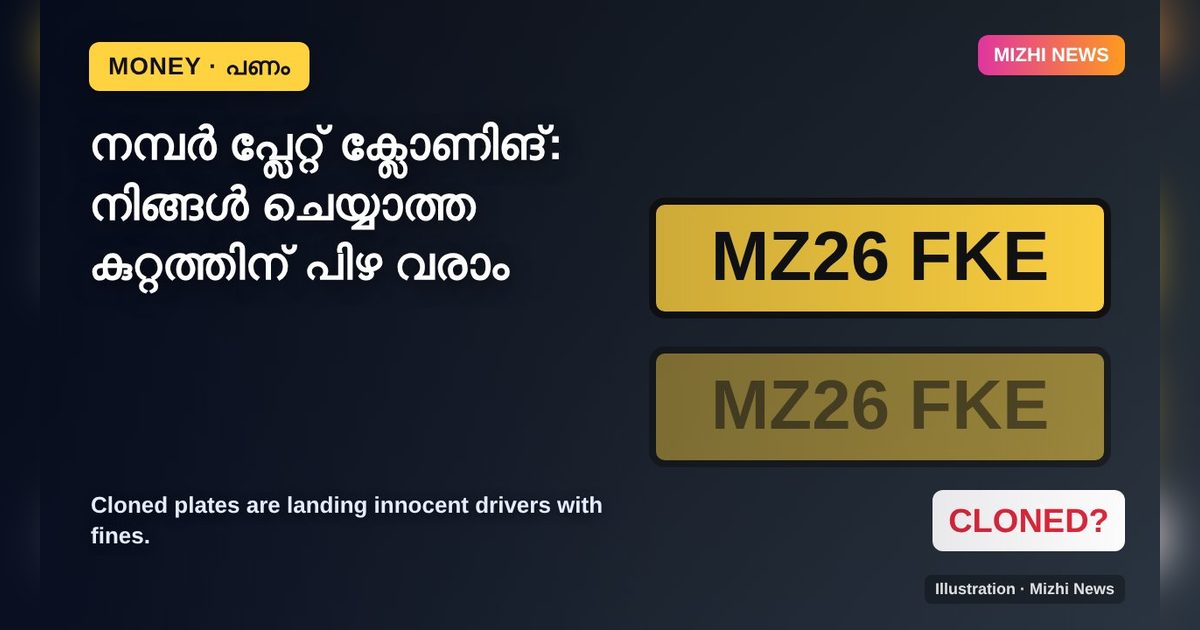 MONEY · പണം
MIZHI NEWS
നമ്പർ പ്ലേറ്റ് ക്ലോണിങ്:
നിങ്ങൾ ചെയ്യാത്ത
കുറ്റത്തിന് പിഴ വരാം
MZ26 FKE
MZ26 FKE
Cloned plates are landing innocent drivers with
fines.
CLONED?
Illustration · Mizhi News